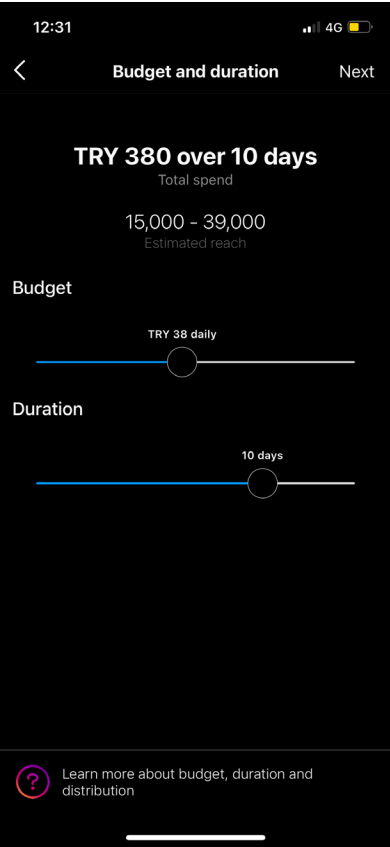 12:31
4G
Budget and duration
Next
TRY 380 over 10 days
Total spend
15,000 - 39,000
Estimated reach
Budget
TRY 38 daily
Duration
10 days
?
Learn more about budget, duration and
distribution